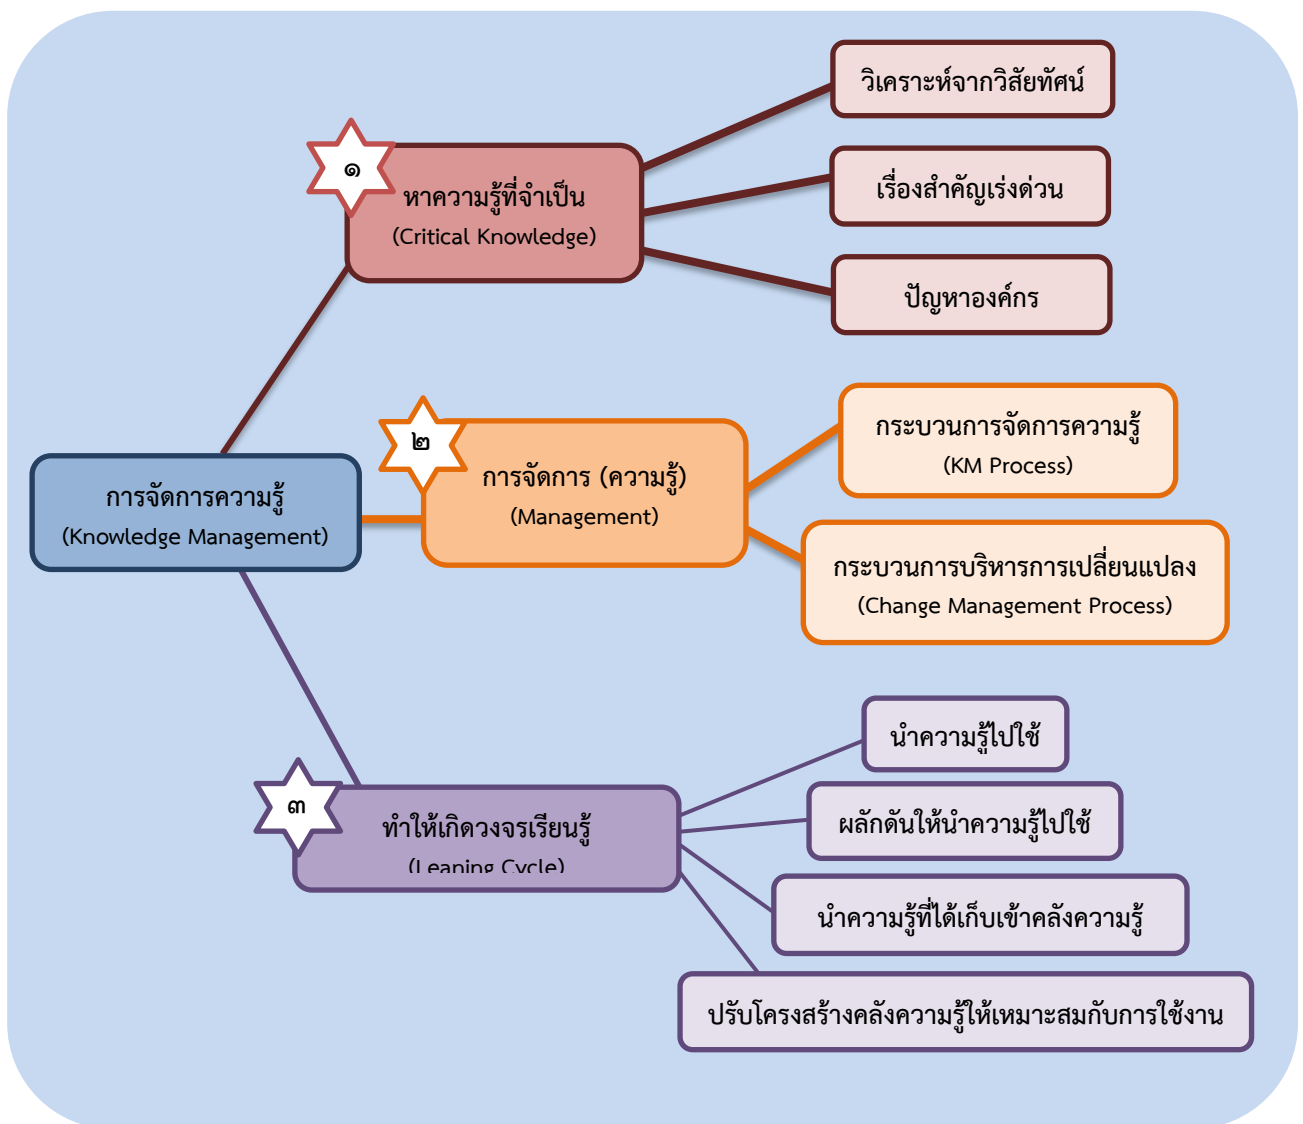 วิเคราะห์จากวิสัยทัศน์
๑
หาความรู้ที่จำเป็น
(Critical Knowledge)
เรื่องสำคัญเร่งด่วน
ปัญหาองค์กร
๒
การจัดการ (ความรู้)
(Management)
กระบวนการจัดการความรู้
(KM Process)
การจัดการความรู้
(Knowledge Management)
กระบวนการบริหารการเปลี่ยนแปลง
(Change Management Process)
๓
ทำให้เกิดวงจรเรียนรู้
(Leaning Cycle)
นำความรู้ไปใช้
ผลักดันให้นำความรู้ไปใช้
นำความรู้ที่ได้เก็บเข้าคลังความรู้
ปรับโครงสร้างคลังความรู้ให้เหมาะสมกับการใช้งาน